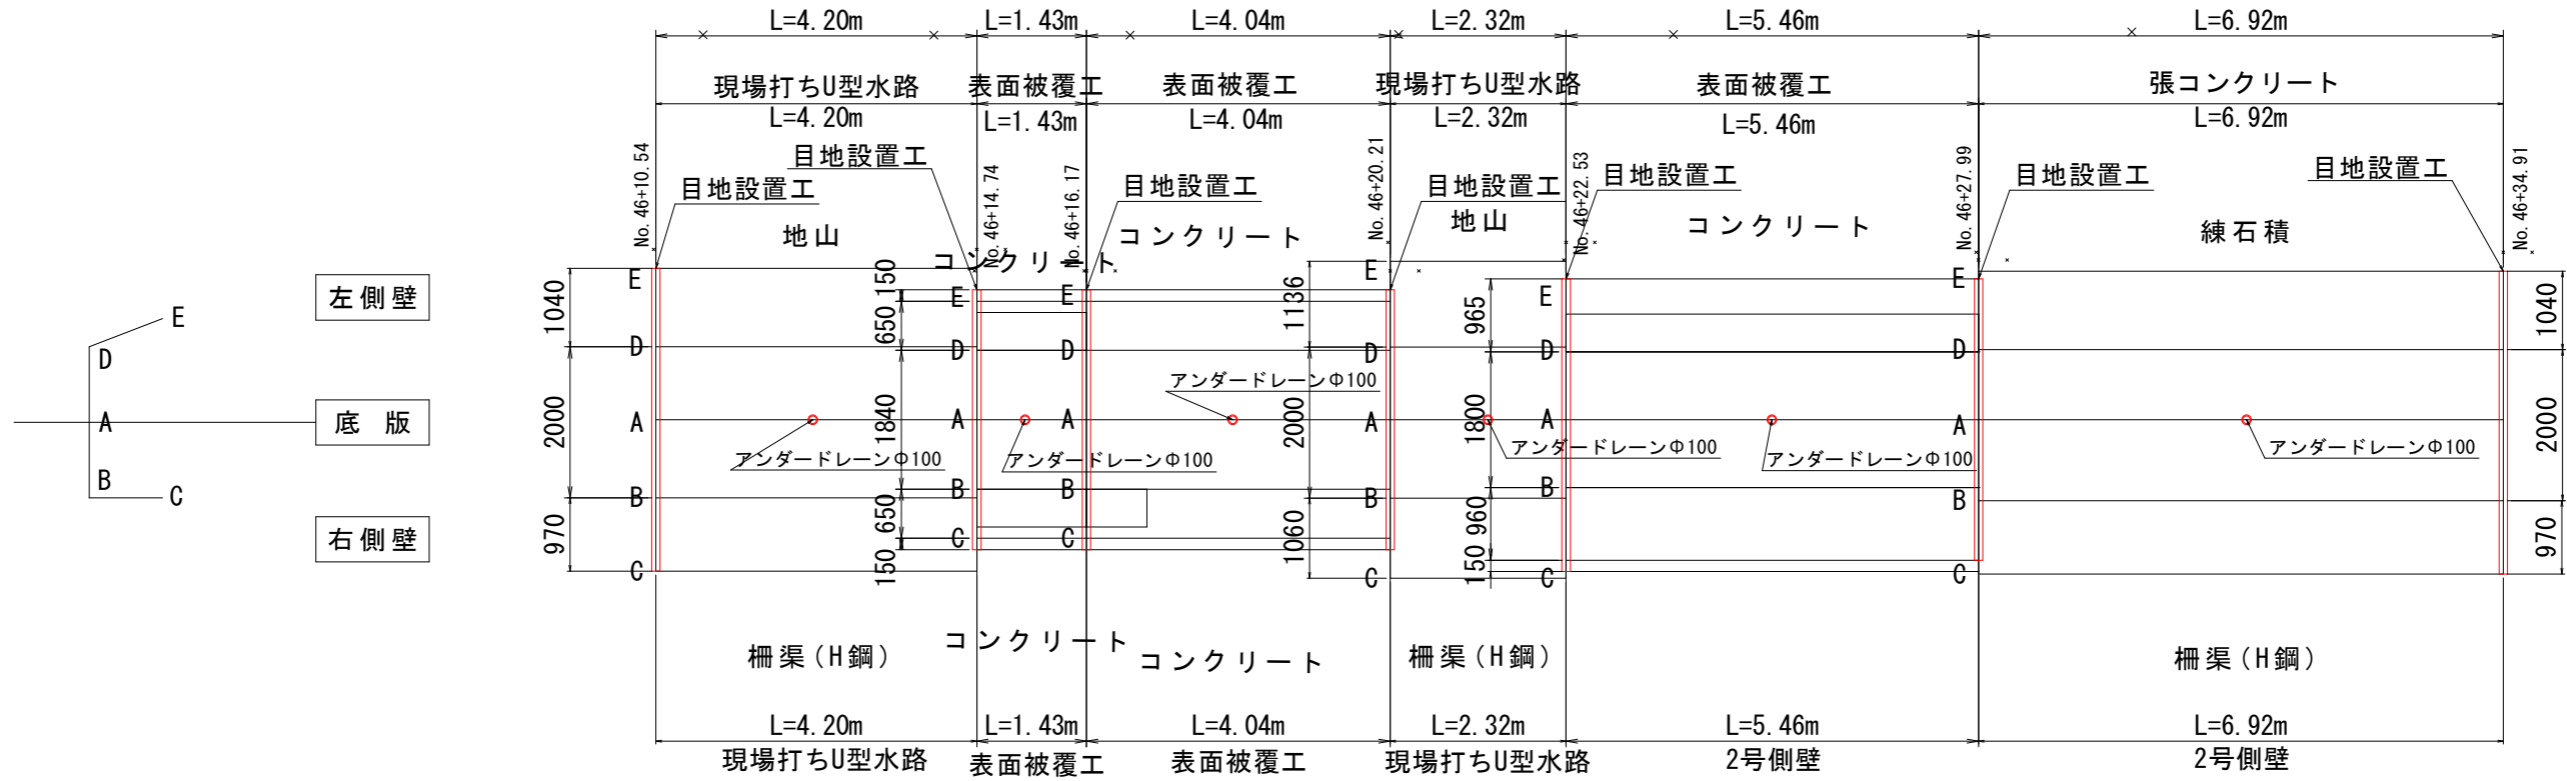 L=4.20m L=1.43m L=4.04m L=2.32m L=5.46m L=6.92m
現場打ちU型水路 表面被覆工 表面被覆工 現場打ちU型水路 表面被覆工 張コンクリート
L=4.20m L=1.43m L=4.04m L=2.32m L=5.46m L=6.92m
No.46+10.54 No.46+14.74 No.46+16.17 No.46+20.21 No.46+22.53 No.46+27.99 No.46+34.91
目地設置工 目地設置工 目地設置工 目地設置工 目地設置工 目地設置工 目地設置工
地山 コンクリート コンクリート 地山 コンクリート 練石積
左側壁
底 版
右側壁
E
D
A
B
C
1040
2000
970
E
D
A
B
C
150
650
1840
650
150
E
D
A
B
C
E
D
A
B
C
1136
2000
1060
E
D
A
B
C
965
1800
960
150
E
D
A
B
C
E
D
A
B
C
1040
2000
970
アンダードレーンΦ100
アンダードレーンΦ100
アンダードレーンΦ100
アンダードレーンΦ100
アンダードレーンΦ100
アンダードレーンΦ100
柵渠(H鋼) コンクリート コンクリート 柵渠(H鋼) 柵渠(H鋼)
L=4.20m L=1.43m L=4.04m L=2.32m L=5.46m L=6.92m
現場打ちU型水路 表面被覆工 表面被覆工 現場打ちU型水路 2号側壁 2号側壁